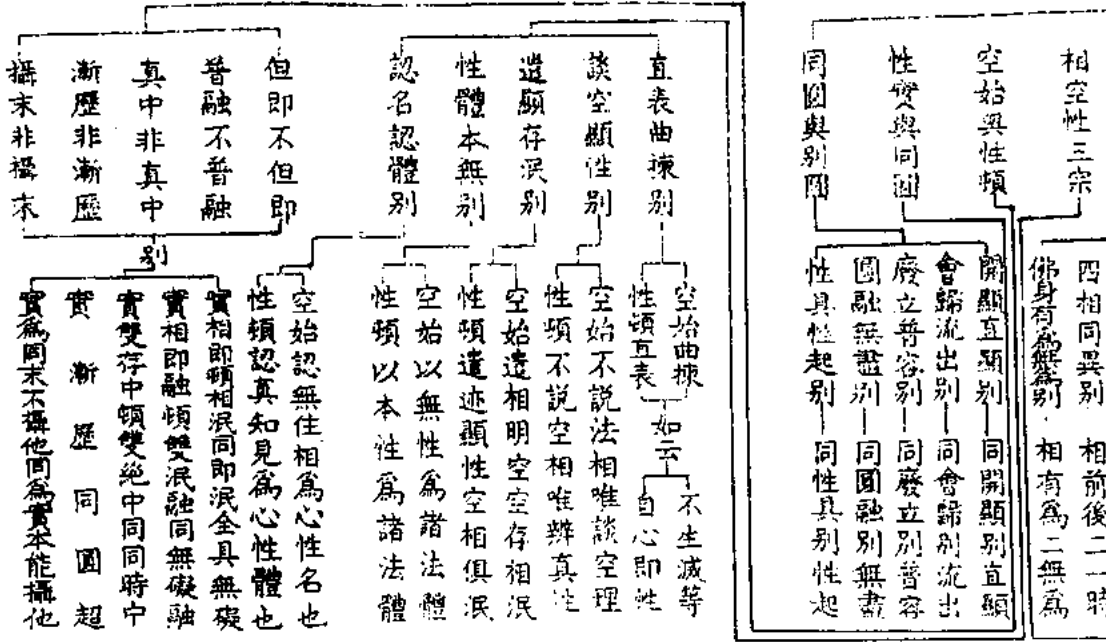 相空性三宗
空始與性頓
性實與同圓
同圓與別圓
四相同異別
相前後二一時
佛身有為無為別
相有為二無為
開顯直顯別
同開顯別直顯
會歸流出別
同會歸別流出
廢立普容別
同廢立別普容
圓融無盡別
同圓融別無盡
性具性起別
同性具別性起
直表曲揀別
談空顯性別
遣顯存泯別
性體本無別
認名認體別
空始曲揀
性頓直表
如云
不生滅等
自心即性
空始不說法相唯談空理
性頓不說空相唯辨真性
空始遣相明空空存相泯
性頓遣迹顯性空相俱泯
空始以無性為諸法體
性頓以本性為諸法體
空始認無住相為心性名也
性頓認真知見為心性體也
但即不但即
普融不普融
真中非真中
漸歷非漸歷
攝末非攝末
別
實相即頓相泯同即泯全具無礙
實相即融頓雙泯融同無礙融
實雙存中頓雙絕中同同時中
實漸歷同圓超
實為同末不攝他同為實本能攝他